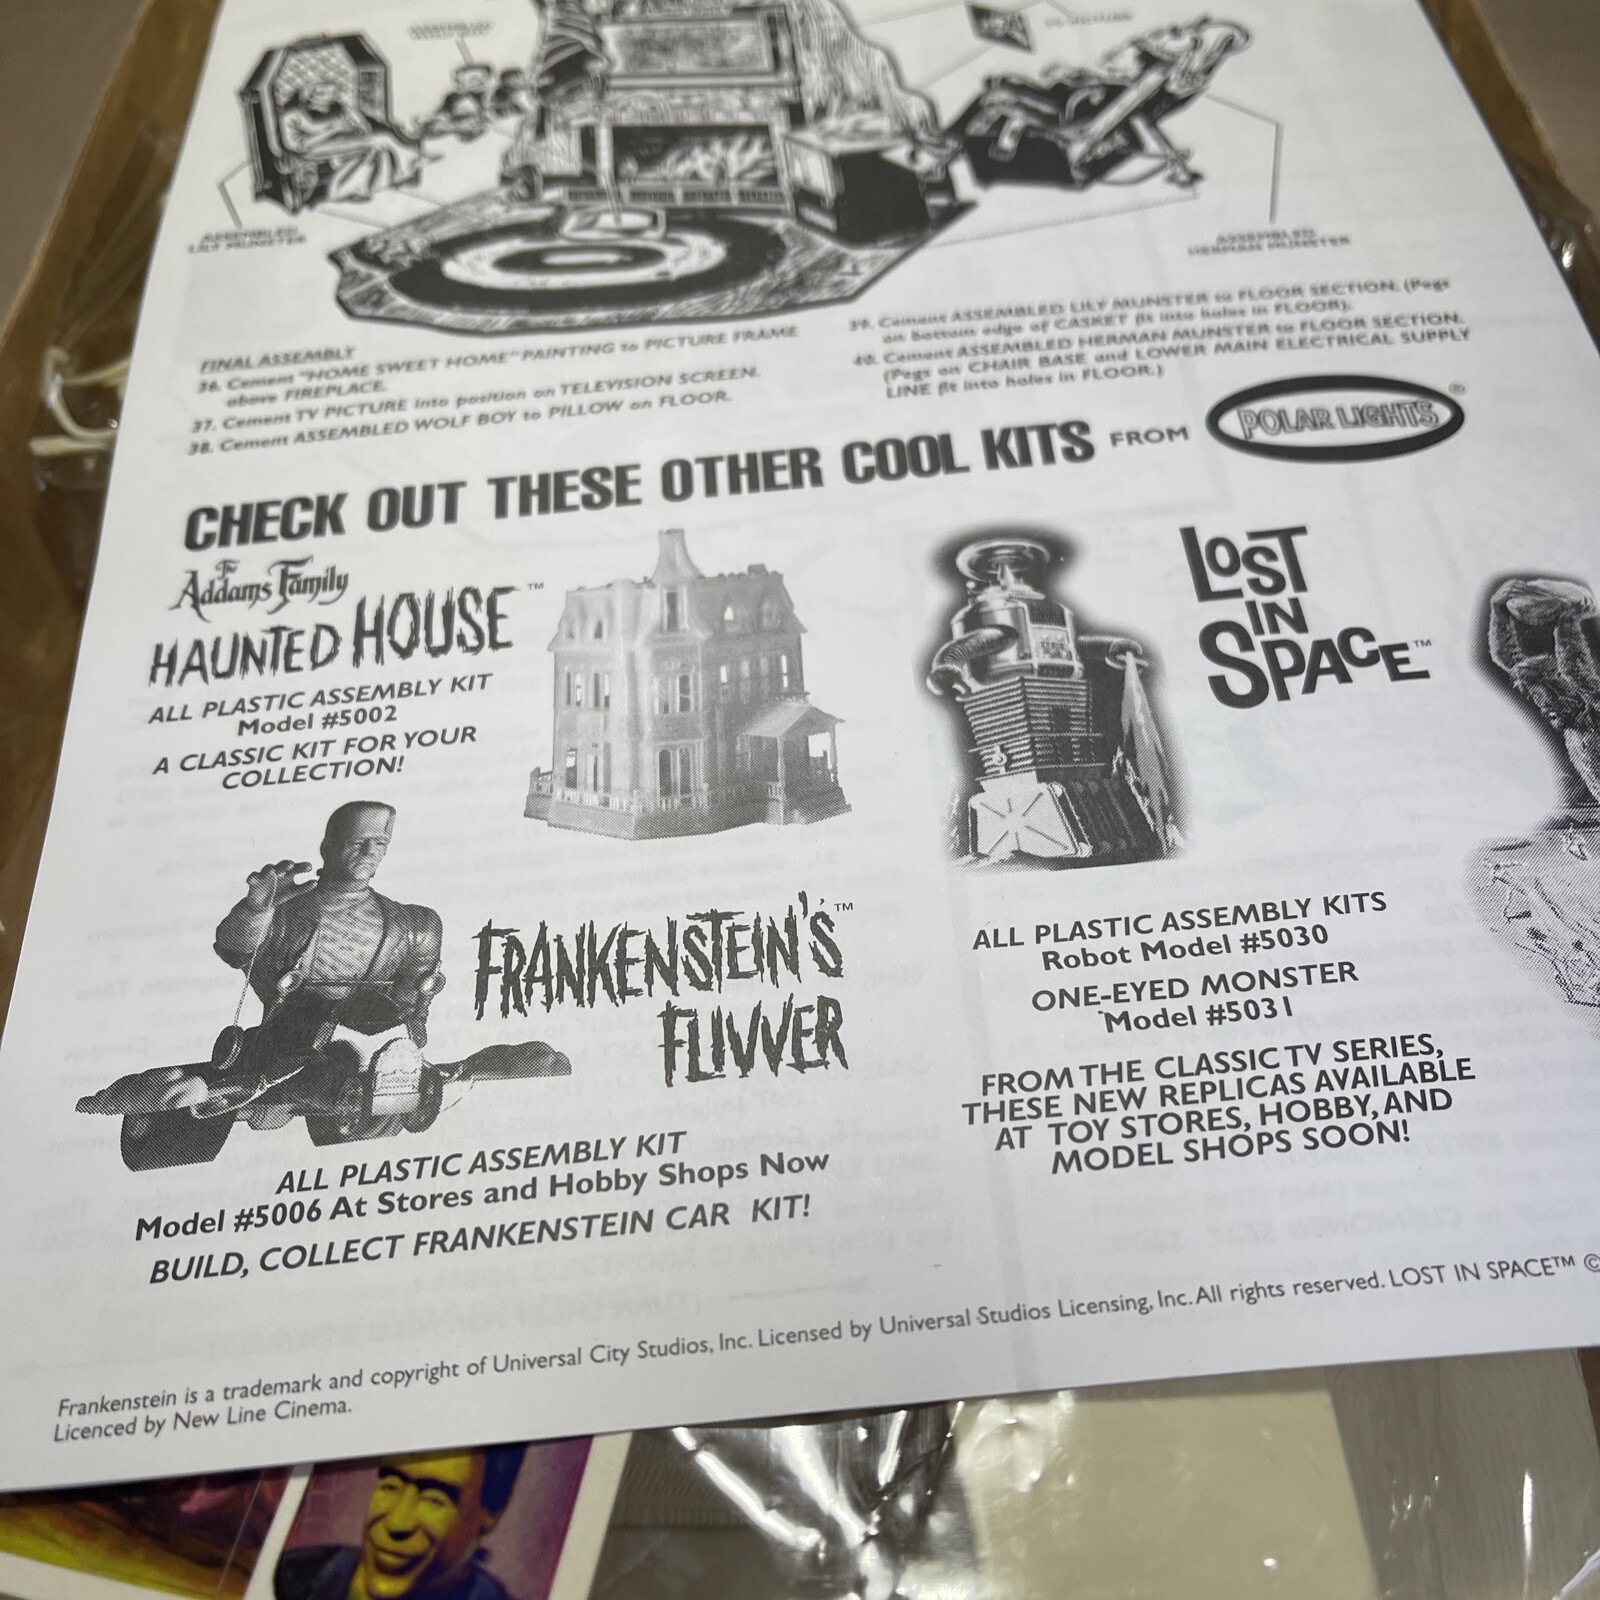 ASSEMBLED
LILY MUNSTER
ASSEMBLED
HERMAN MUNSTER
FINAL ASSEMBLY
36. Cement "HOME SWEET HOME" PAINTING to PICTURE FRAME
above FIREPLACE.
37. Cement TV PICTURE into position on TELEVISION SCREEN.
38. Cement ASSEMBLED WOLF BOY to PILLOW on FLOOR.
39. Cement ASSEMBLED LILY MUNSTER to FLOOR SECTION. (Pegs
on bottom edge of CASKET fit into holes in FLOOR).
40. Cement ASSEMBLED HERMAN MUNSTER to FLOOR SECTION.
(Pegs on CHAIR BASE and LOWER MAIN ELECTRICAL SUPPLY
LINE fit into holes in FLOOR.)
CHECK OUT THESE OTHER COOL KITS FROM POLAR LIGHTS®
The
Addams Family
HAUNTED HOUSE™
ALL PLASTIC ASSEMBLY KIT
Model #5002
A CLASSIC KIT FOR YOUR
COLLECTION!
FRANKENSTEIN'S™
FLIVVER
ALL PLASTIC ASSEMBLY KIT
Model #5006 At Stores and Hobby Shops Now
BUILD, COLLECT FRANKENSTEIN CAR KIT!
LOST
IN
SPACE™
ALL PLASTIC ASSEMBLY KITS
Robot Model #5030
ONE-EYED MONSTER
Model #5031
FROM THE CLASSIC TV SERIES,
THESE NEW REPLICAS AVAILABLE
AT TOY STORES, HOBBY, AND
MODEL SHOPS SOON!
Frankenstein is a trademark and copyright of Universal City Studios, Inc. Licensed by Universal Studios Licensing, Inc. All rights reserved. LOST IN SPACE™ ©
Licenced by New Line Cinema.